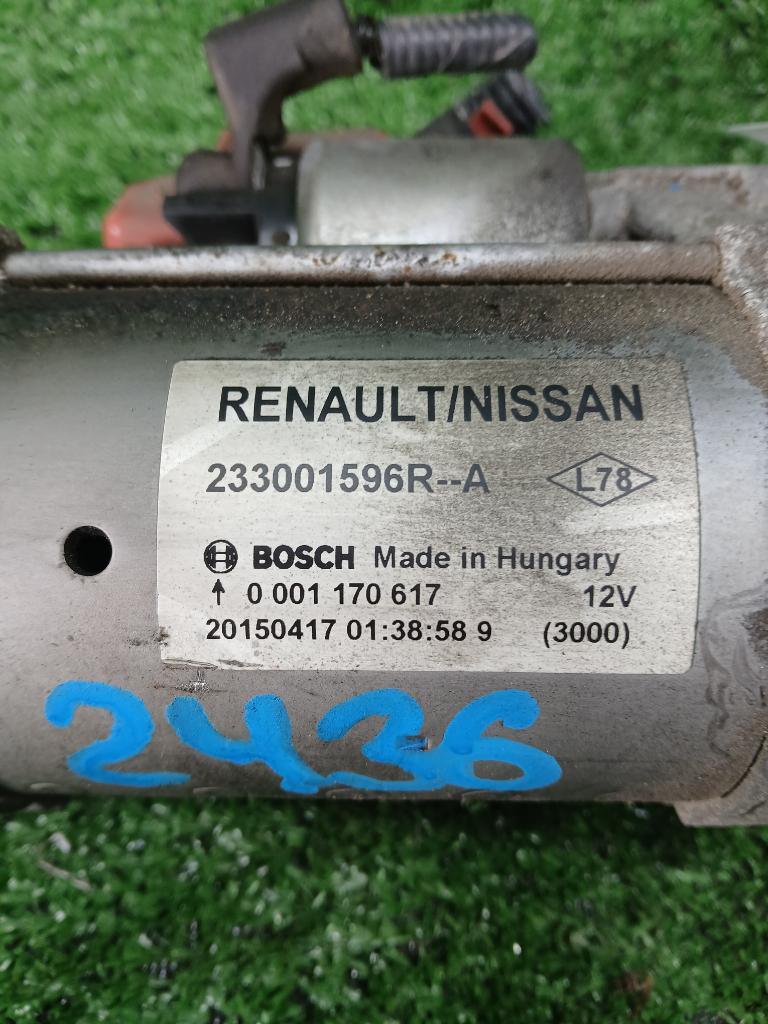 RENAULT/NISSAN
233001596R--A L78
BOSCH Made in Hungary
↑ 0 001 170 617 12V
20150417 01:38:58 9 (3000)
2436